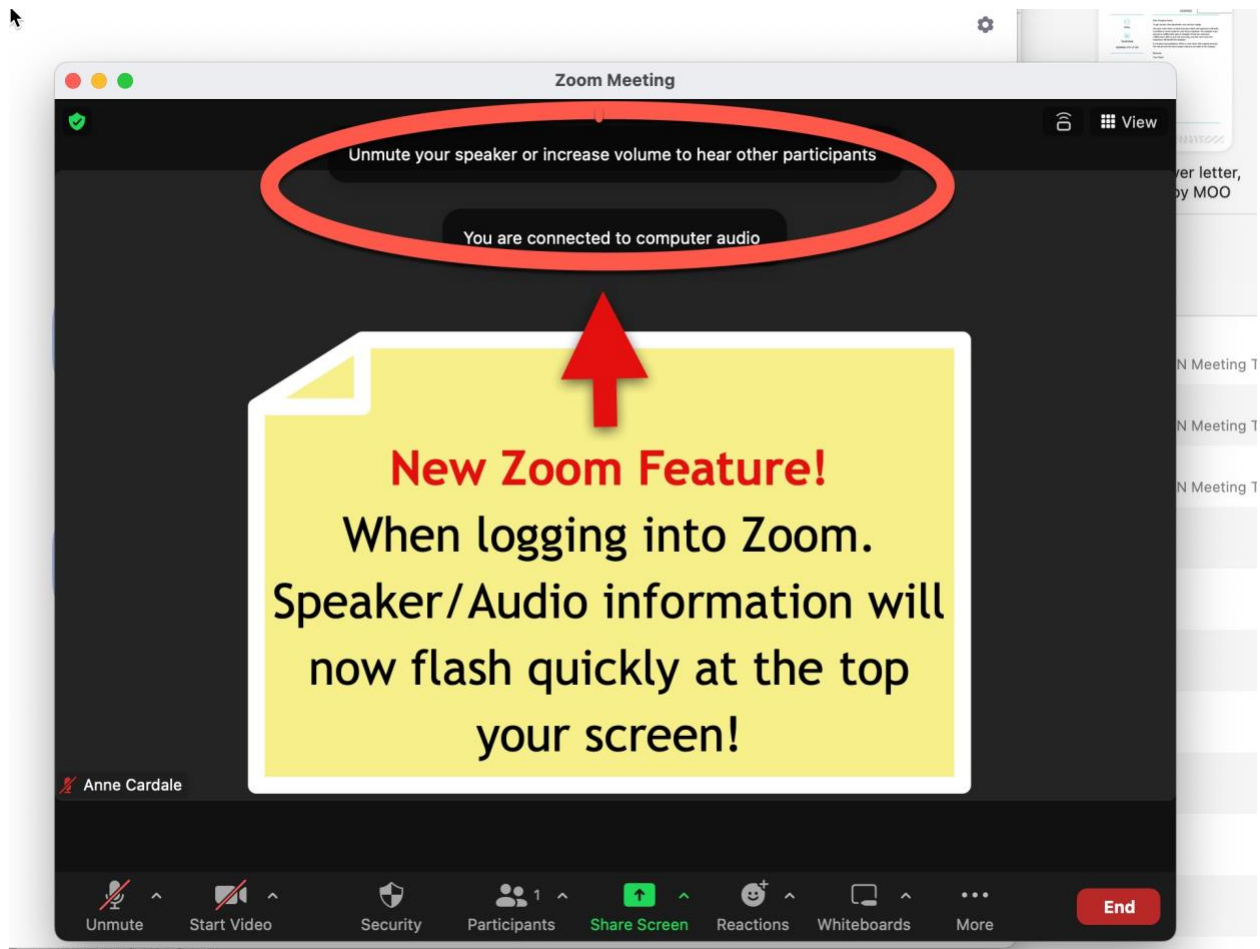 Zoom Meeting
View
Unmute your speaker or increase volume to hear other participants
You are connected to computer audio
ver letter,
by MOO
N Meeting T
N Meeting T
N Meeting T
New Zoom Feature!
When logging into Zoom.
Speaker/Audio information will
now flash quickly at the top
your screen!
Anne Cardale
1
Unmute
Start Video
Security
Participants
Share Screen
Reactions
Whiteboards
More
End